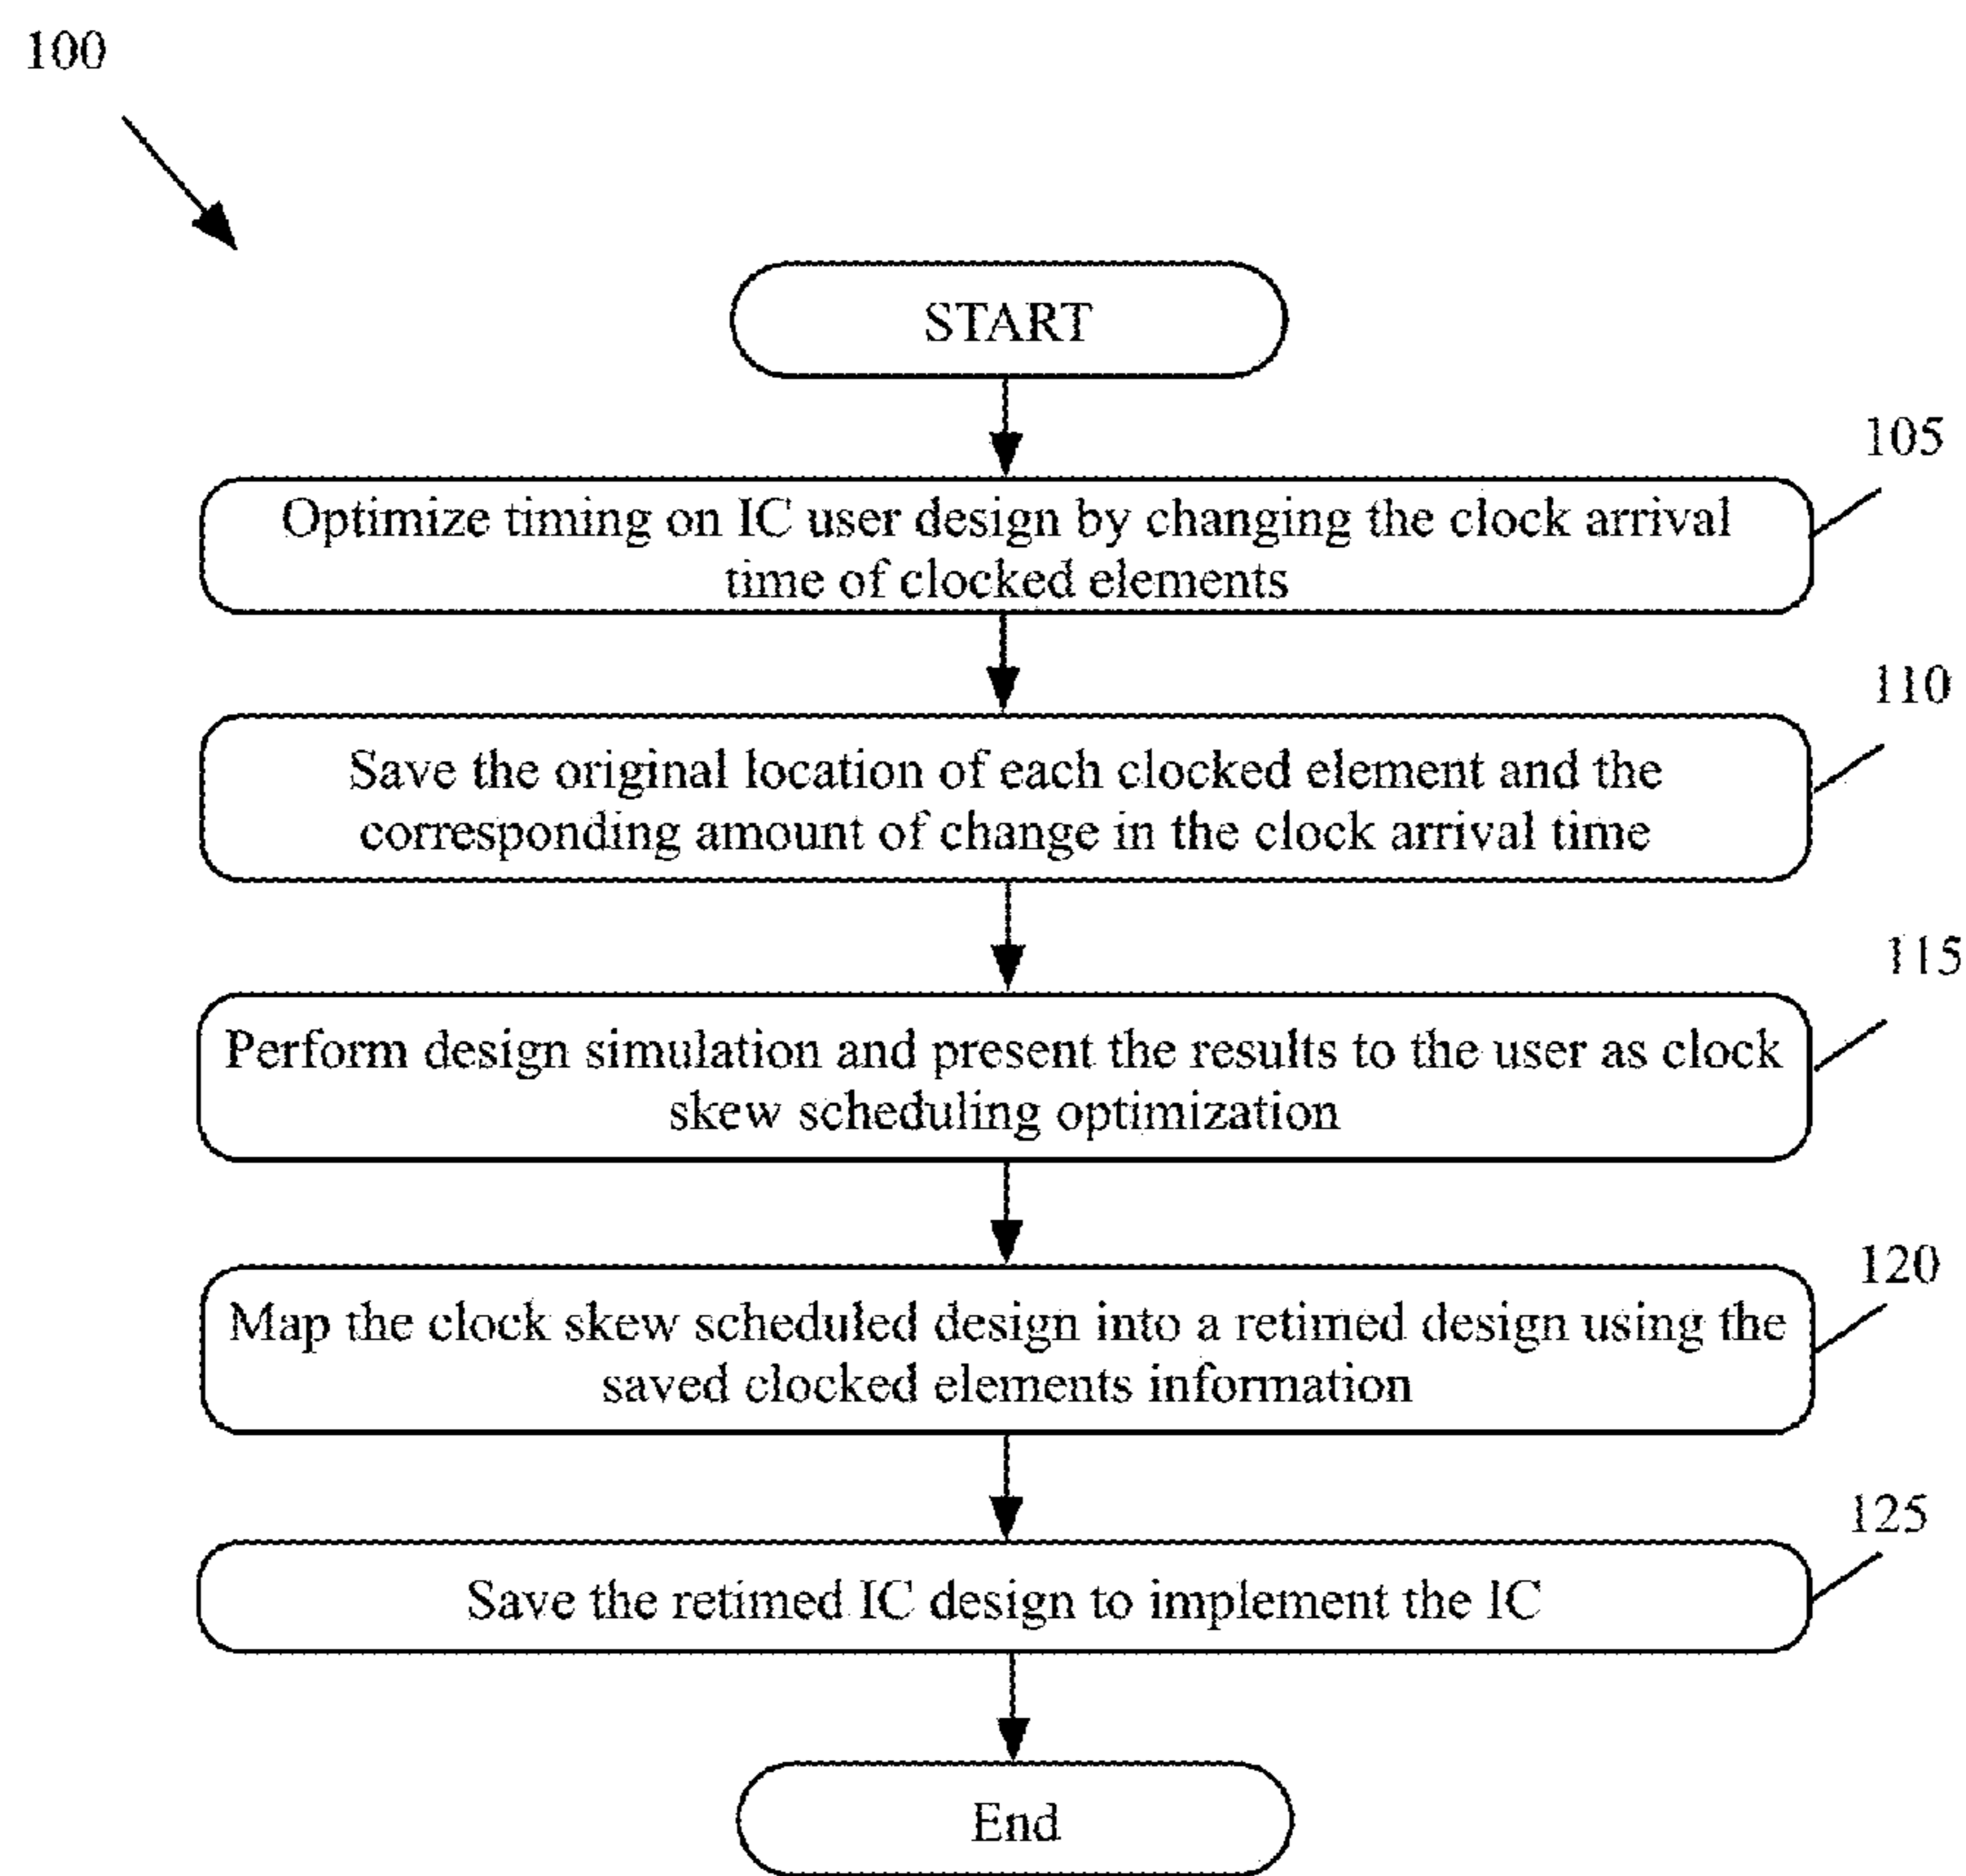 100
START
105
Optimize timing on IC user design by changing the clock arrival
time of clocked elements
110
Save the original location of each clocked element and the
corresponding amount of change in the clock arrival time
115
Perform design simulation and present the results to the user as clock
skew scheduling optimization
120
Map the clock skew scheduled design into a retimed design using the
saved clocked elements information
125
Save the retimed IC design to implement the IC
End